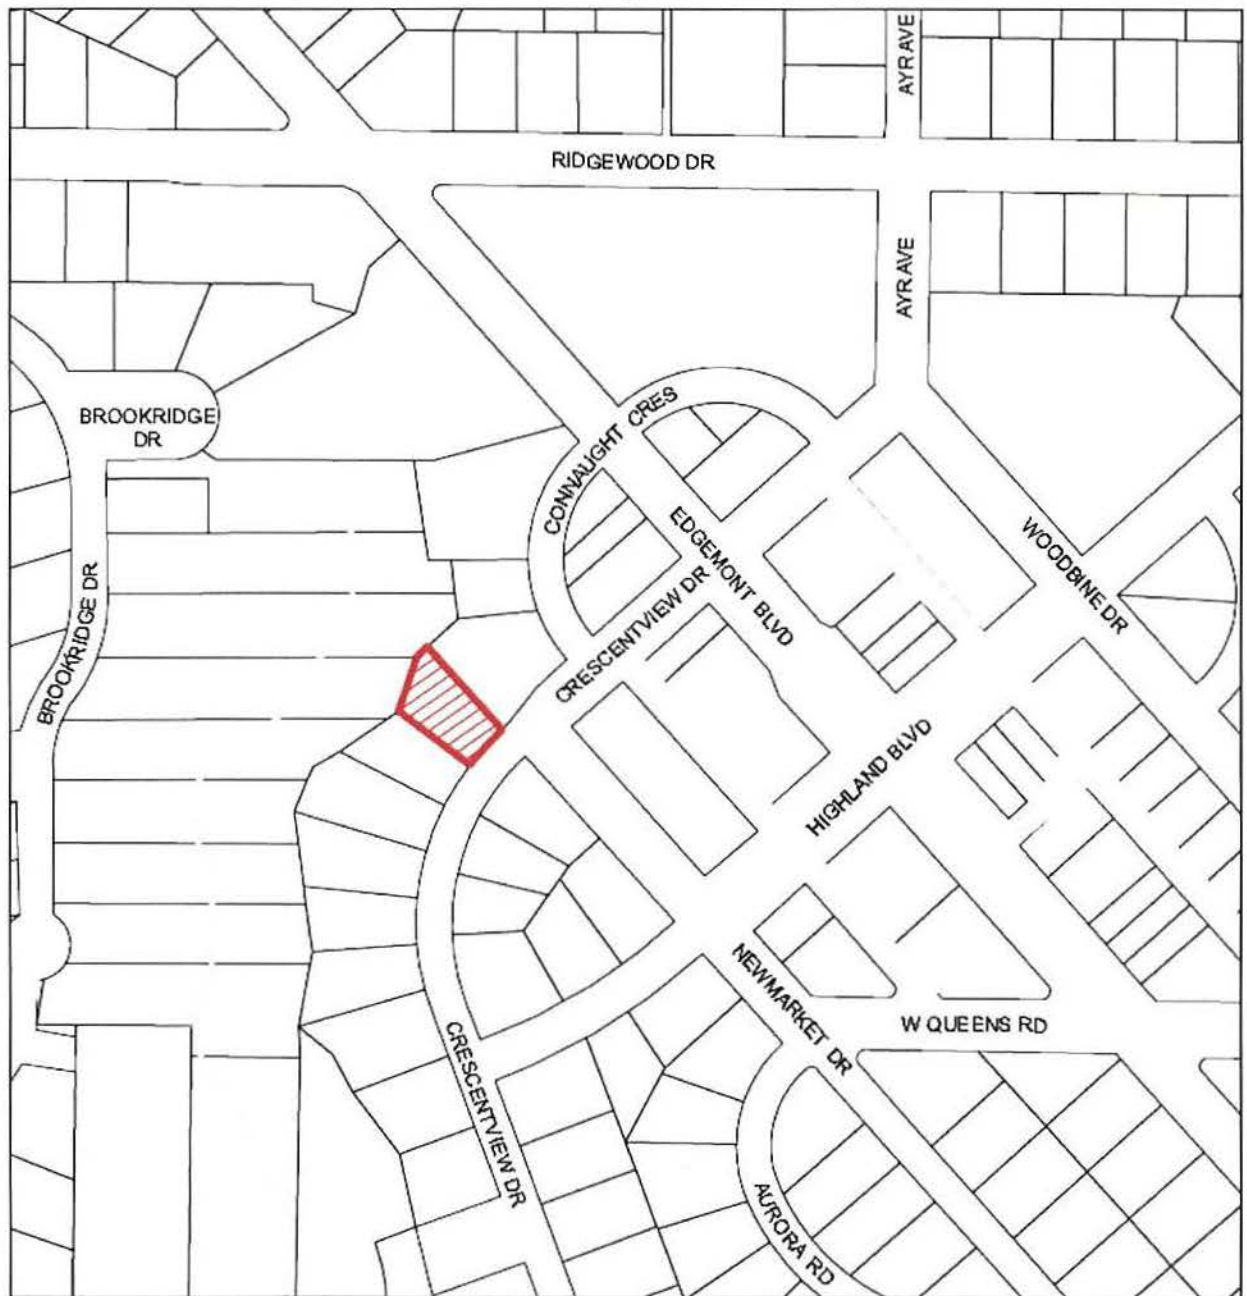 AYR AVE
RIDGEWOOD DR
AYR AVE
BROOKRIDGE
DR
CONNAUGHT CRES
EDGEMONT BLVD
WOODBINE DR
CRESCENTVIEW DR
BROOKRIDGE DR
HIGHLAND BLVD
NEWMARKET DR
W QUEENS RD
CRESCENTVIEW DR
AURORA RD